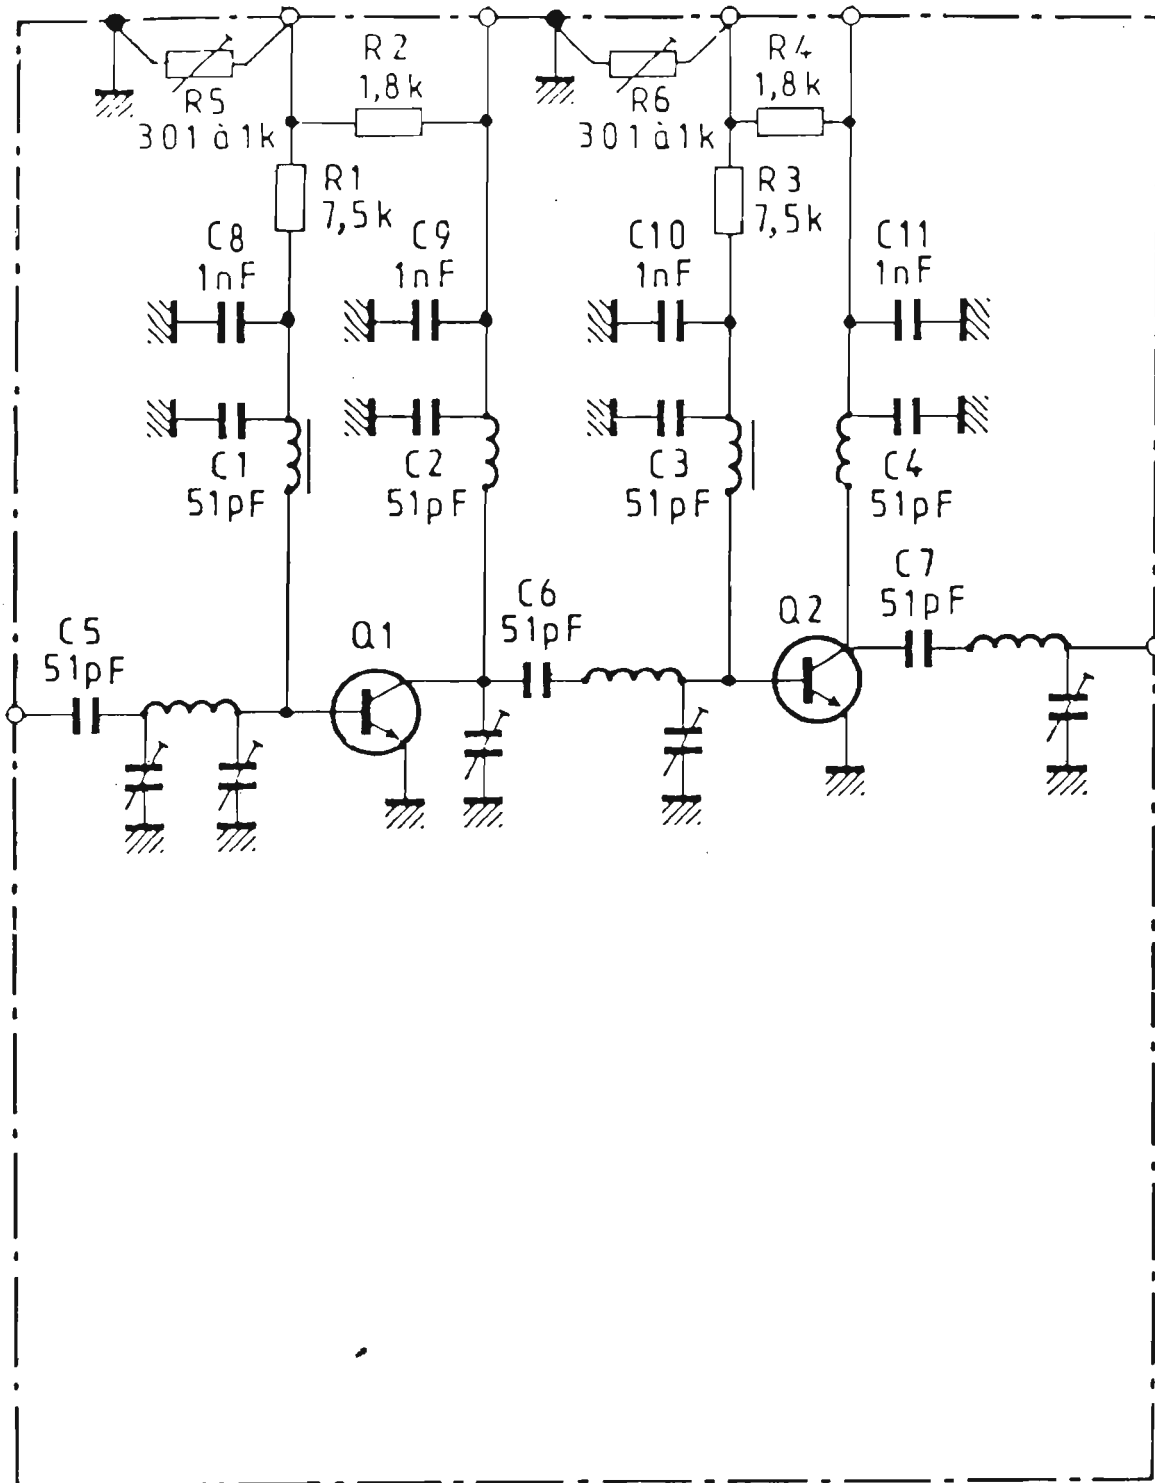 R2
1,8k
R5
301 à 1k
R1
7,5k
R4
1,8k
R6
301 à 1k
R3
7,5k
C8
1nF
C9
1nF
C10
1nF
C11
1nF
C1
51pF
C2
51pF
C3
51pF
C4
51pF
C5
51pF
Q1
C6
51pF
Q2
C7
51pF